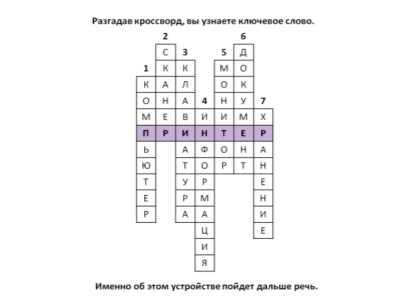 Разгадав кроссворд, вы узнаете ключевое слово.
2 6
С 3 5 Д
1 К К М О
К А Л О К
О Н А 4 Н У 7
М Е В И И М Х
П Р И Н Т Е Р
Ь А Ф О Н А
Ю Т О Р Т Н
Т У Р Е
Е Р М Н
Р А А И
Ц Е
И
Я
Именно об этом устройстве пойдет дальше речь.